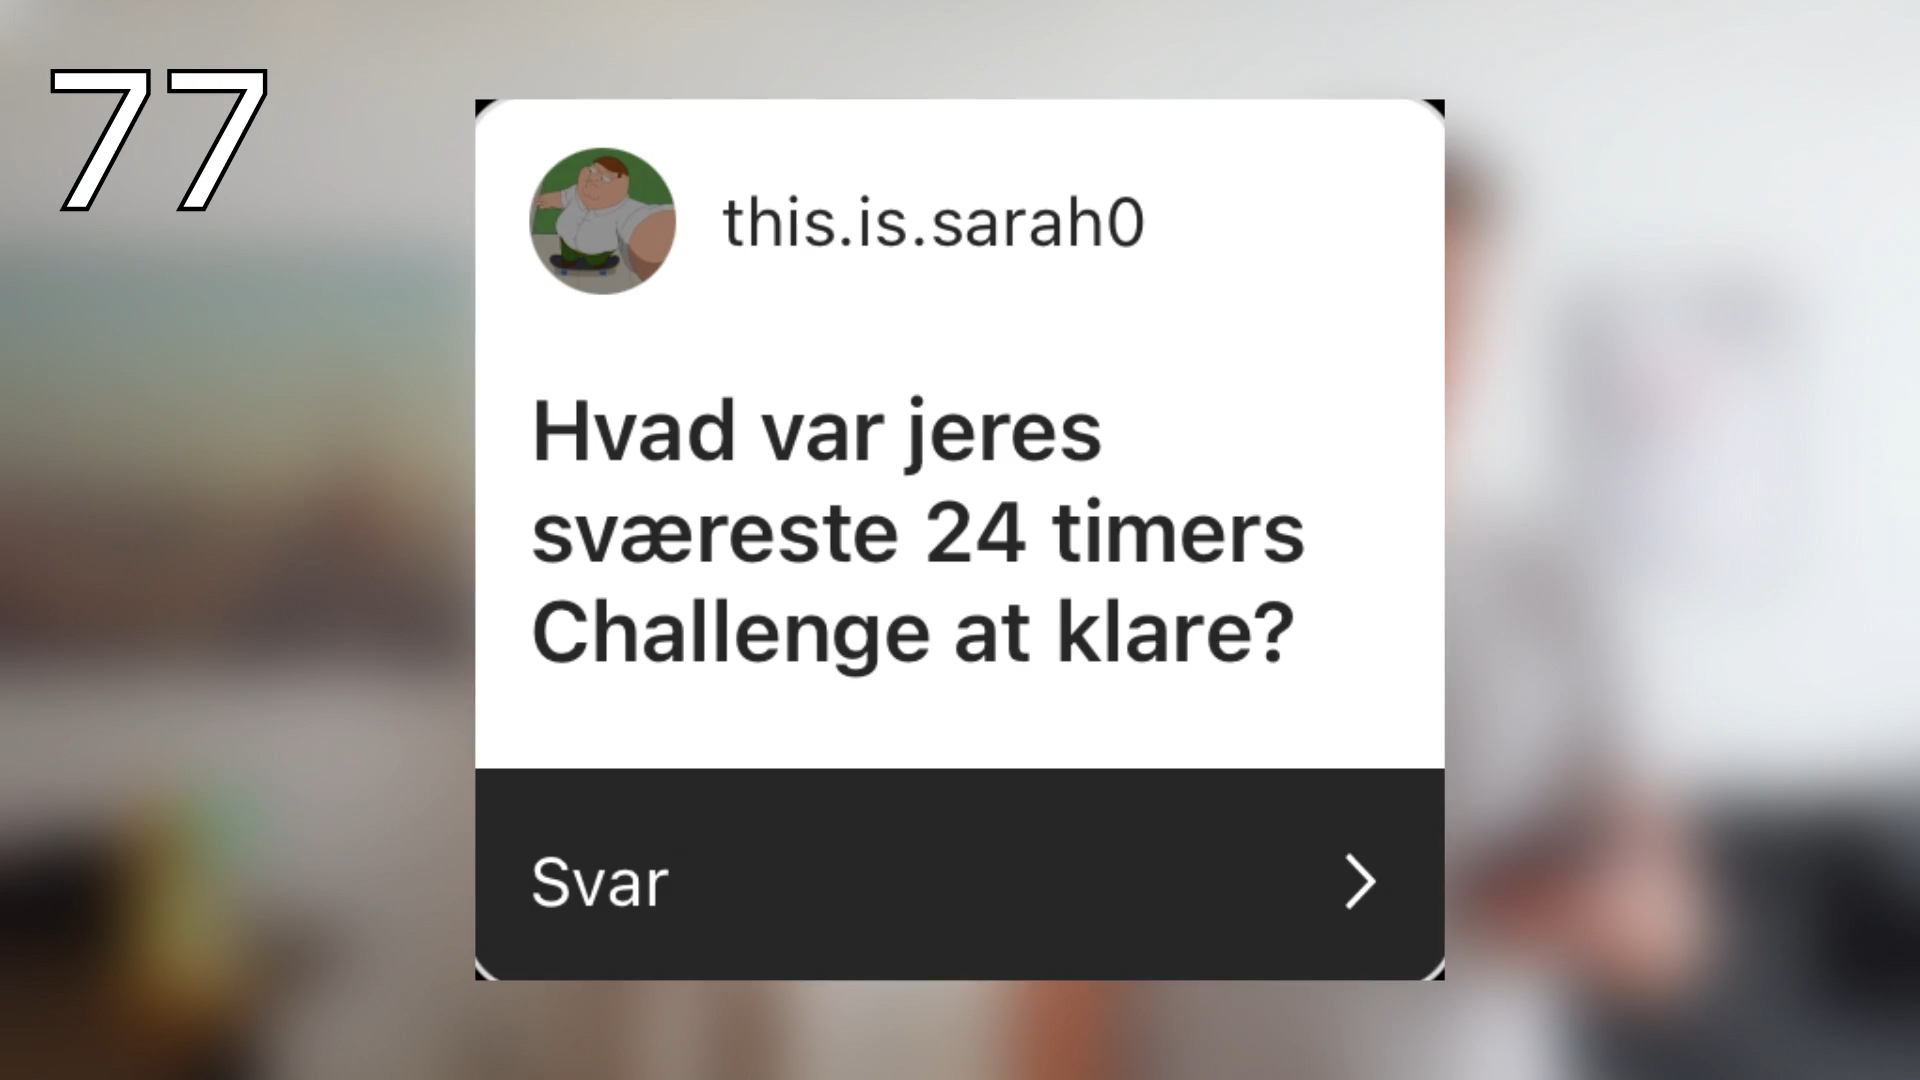 77
this.is.sarah0
Hvad var jeres
sværeste 24 timers
Challenge at klare?
Svar